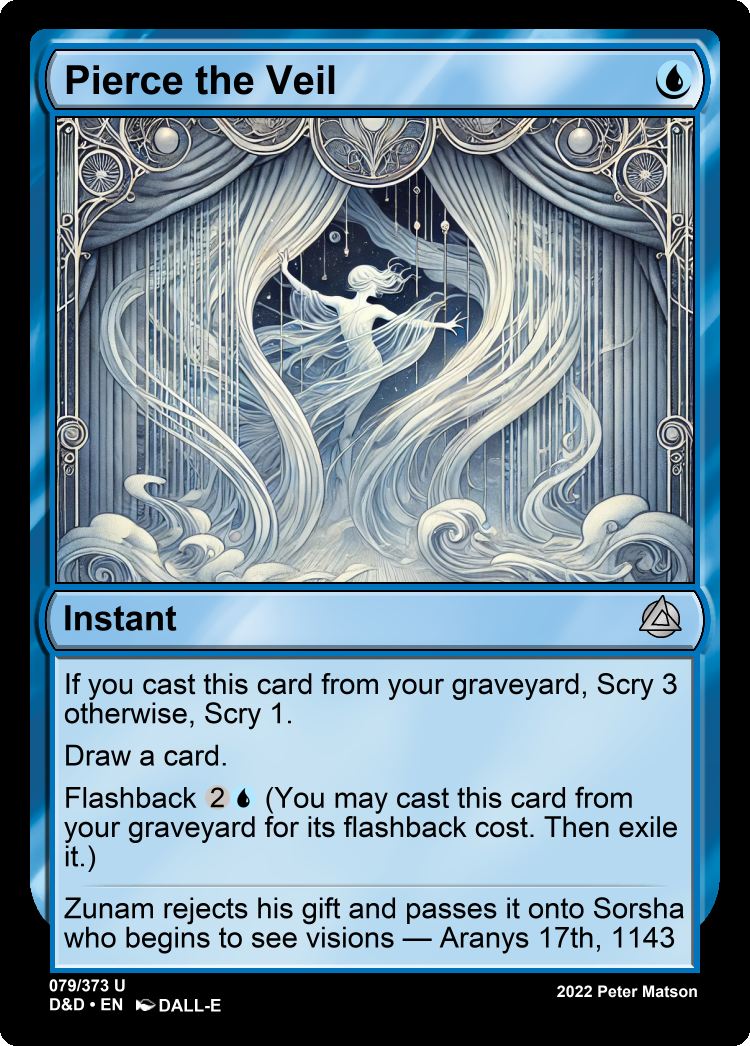 Pierce the Veil
Instant
If you cast this card from your graveyard, Scry 3
otherwise, Scry 1.
Draw a card.
Flashback 2 (You may cast this card from
your graveyard for its flashback cost. Then exile
it.)
Zunam rejects his gift and passes it onto Sorsha
who begins to see visions — Aranys 17th, 1143
079/373 U
D&D • EN DALL-E
2022 Peter Matson